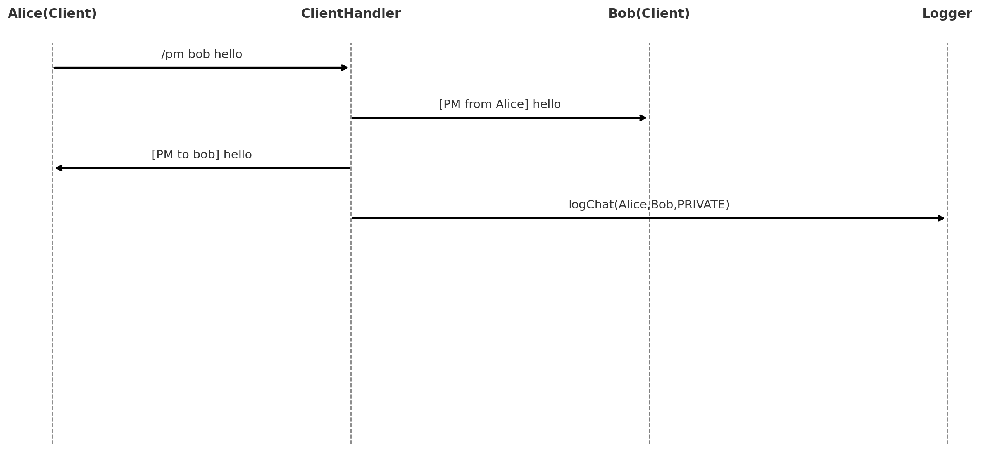 Alice(Client)
ClientHandler
Bob(Client)
Logger
/pm bob hello
[PM from Alice] hello
[PM to bob] hello
logChat(Alice,Bob,PRIVATE)